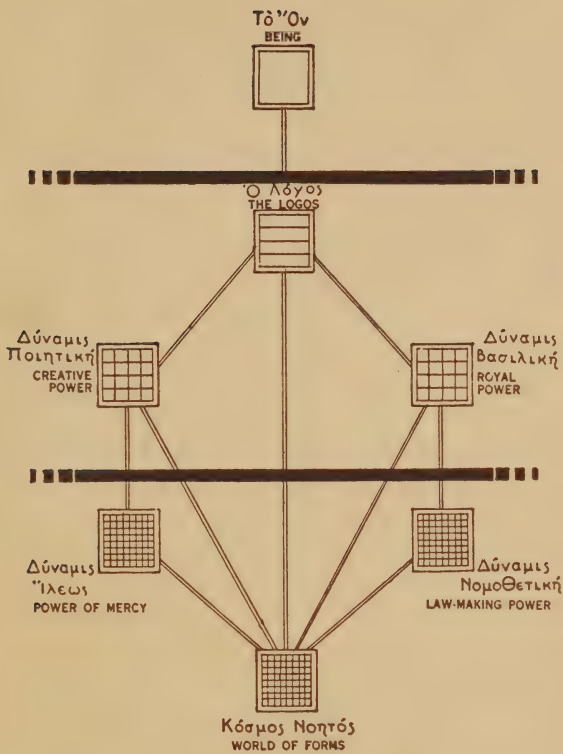 Τὸ Ὄν
BEING
Ὁ Λόγος
THE LOGOS
Δύναμις
Ποιητική
CREATIVE
POWER
Δύναμις
Βασιλική
ROYAL
POWER
Δύναμις
Ἵλεως
POWER OF MERCY
Δύναμις
Νομοθετική
LAW-MAKING POWER
Κόσμος Νοητός
WORLD OF FORMS